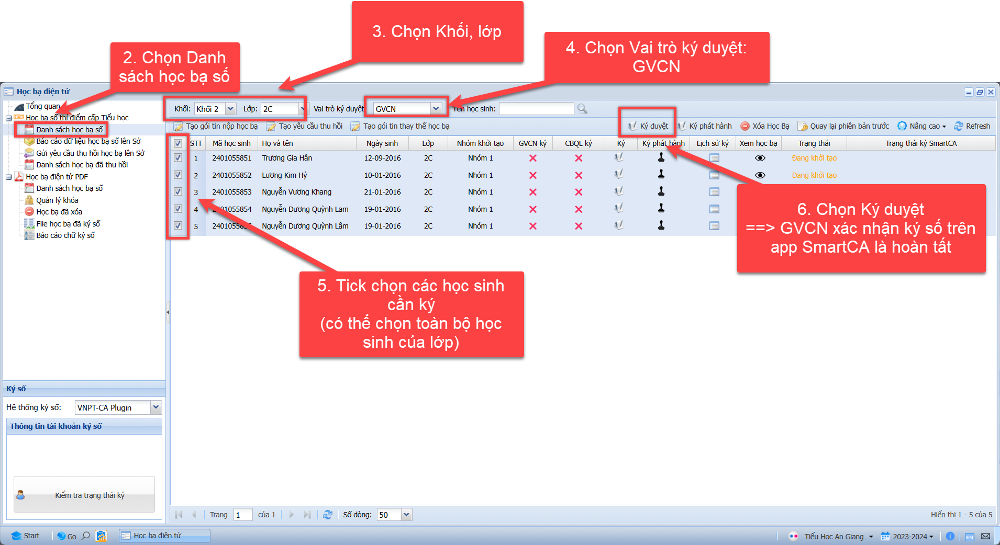 3. Chọn Khối, lớp
2. Chọn Danh
sách học bạ số
4. Chọn Vai trò ký duyệt:
GVCN
Học bạ điện tử
Tổng quan
Học bạ số thí điểm cấp Tiểu học
Danh sách học bạ số
Báo cáo dữ liệu học bạ số lên Sở
Gửi yêu cầu thu hồi học bạ lên Sở
Danh sách học bạ đã thu hồi
Học bạ điện tử PDF
Danh sách học bạ số
Quản lý khóa
Học bạ đã xóa
File học bạ đã ký số
Báo cáo chữ ký số
Khối: Khối 2 Lớp: 2C Vai trò ký duyệt GVCN Tên học sinh:
Tạo gói tin nộp học bạ Tạo yêu cầu thu hồi Tạo gói tin thay thế học bạ Ký duyệt Ký phát hành Xóa Học Bạ Quay lại phiên bản trước Nâng cao Refresh
STT Mã học sinh Họ và tên Ngày sinh Lớp Nhóm khởi tạo GVCN ký CBQL ký Ký Ký phát hành Lịch sử ký Xem học bạ Trạng thái Trạng thái ký SmartCA
1 2401055851 Trương Gia Hân 12-09-2016 2C Nhóm 1 Đang khởi tạo
2 2401055852 Lương Kim Hỷ 10-01-2016 2C Nhóm 1 Đang khởi tạo
3 2401055853 Nguyễn Vương Khang 21-01-2016 2C Nhóm 1
4 2401055854 Nguyễn Dương Quỳnh Lam 19-01-2016 2C Nhóm 1
5 Nguyễn Dương Quỳnh Lâm 19-01-2016 2C Nhóm 1
6. Chọn Ký duyệt
==> GVCN xác nhận ký số trên
app SmartCA là hoàn tất
5. Tick chọn các học sinh
cần ký
(có thể chọn toàn bộ học
sinh của lớp)
Ký số
Hệ thống ký số: VNPT-CA Plugin
Thông tin tài khoản ký số
Kiểm tra trạng thái ký
Trang 1 của 1 Số dòng: 50 Hiển thị 1 - 5 của 5
Start Go Học bạ điện tử Tiểu Học An Giang 2023-2024 EN